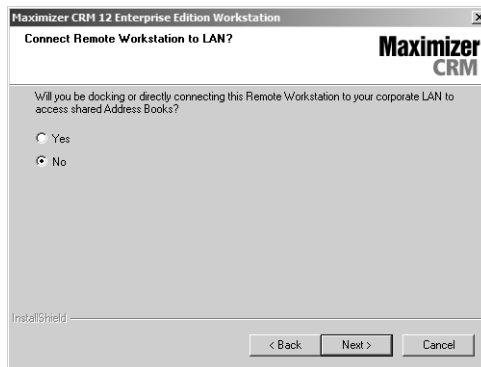 Maximizer CRM 12 Enterprise Edition Workstation
Connect Remote Workstation to LAN?
Maximizer
CRM
Will you be docking or directly connecting this Remote Workstation to your corporate LAN to
access shared Address Books?
Yes
No
InstallShield
< Back
Next >
Cancel